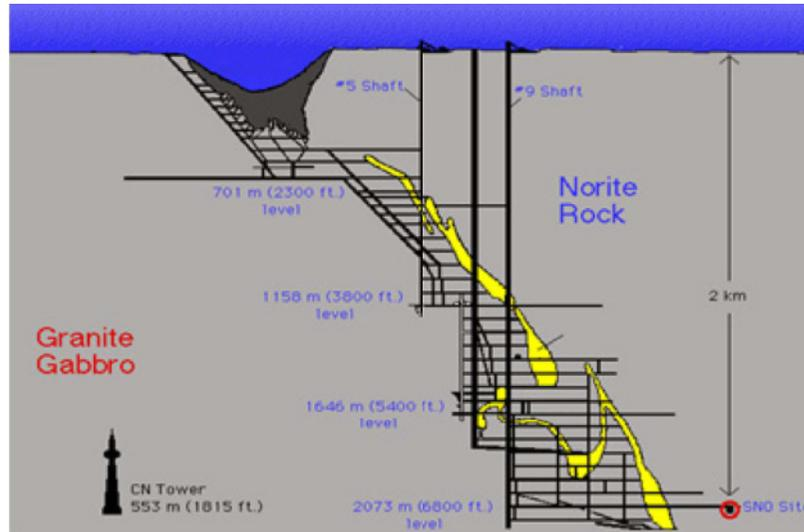 #5 Shaft
#9 Shaft
701 m (2300 ft.)
level
Norite
Rock
1158 m (3800 ft.)
level
2 km
Granite
Gabbro
1646 m (5400 ft.)
level
CN Tower
553 m (1815 ft.)
2073 m (6800 ft.)
level
SNO Sit